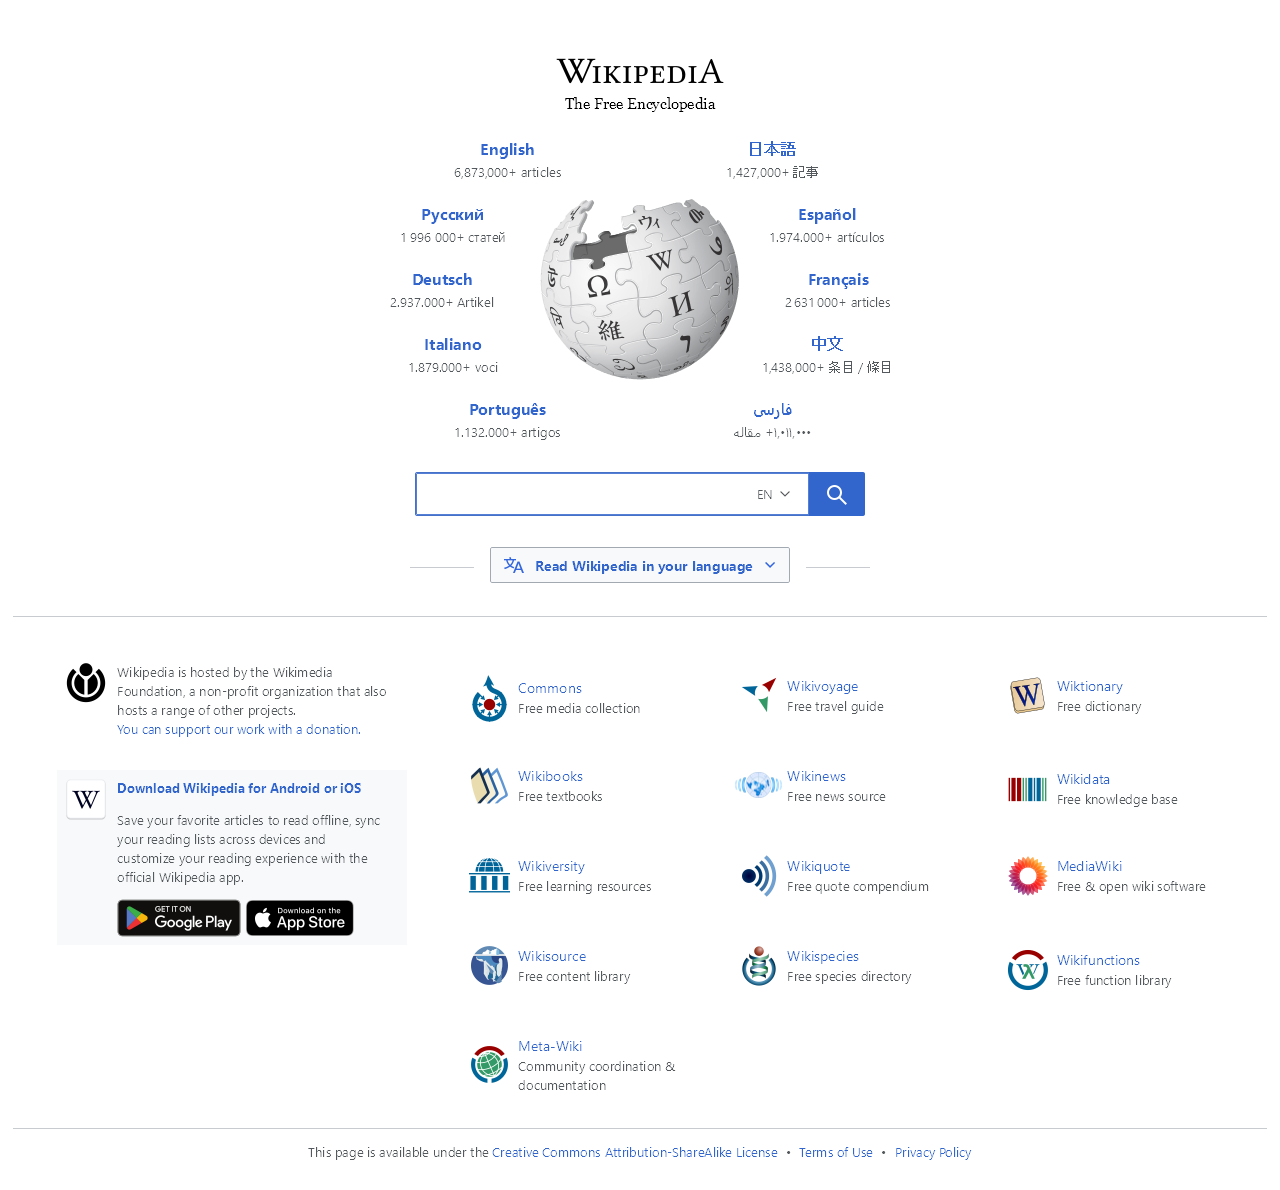 WIKIPEDIA
The Free Encyclopedia
English
6,873,000+ articles
日本語
1,427,000+ 記事
Русский
1 996 000+ статей
Español
1.974.000+ artículos
Deutsch
2.937.000+ Artikel
Français
2 631 000+ articles
Italiano
1.879.000+ voci
中文
1,438,000+ 条目 / 條目
Português
1.132.000+ artigos
فارسی
۱٬۰۱۱٬۰۰۰+ مقاله
Ω
W
И
維
ウィ
EN
Read Wikipedia in your language
Wikipedia is hosted by the Wikimedia
Foundation, a non-profit organization that also
hosts a range of other projects.
You can support our work with a donation.
W
Download Wikipedia for Android or iOS
Save your favorite articles to read offline, sync
your reading lists across devices and
customize your reading experience with the
official Wikipedia app.
GET IT ON
Google Play
Download on the
App Store
Commons
Free media collection
Wikivoyage
Free travel guide
W
Wiktionary
Free dictionary
Wikibooks
Free textbooks
Wikinews
Free news source
Wikidata
Free knowledge base
Wikiversity
Free learning resources
Wikiquote
Free quote compendium
MediaWiki
Free & open wiki software
Wikisource
Free content library
Wikispecies
Free species directory
Wikifunctions
Free function library
Meta-Wiki
Community coordination &
documentation
This page is available under the Creative Commons Attribution-ShareAlike License • Terms of Use • Privacy Policy